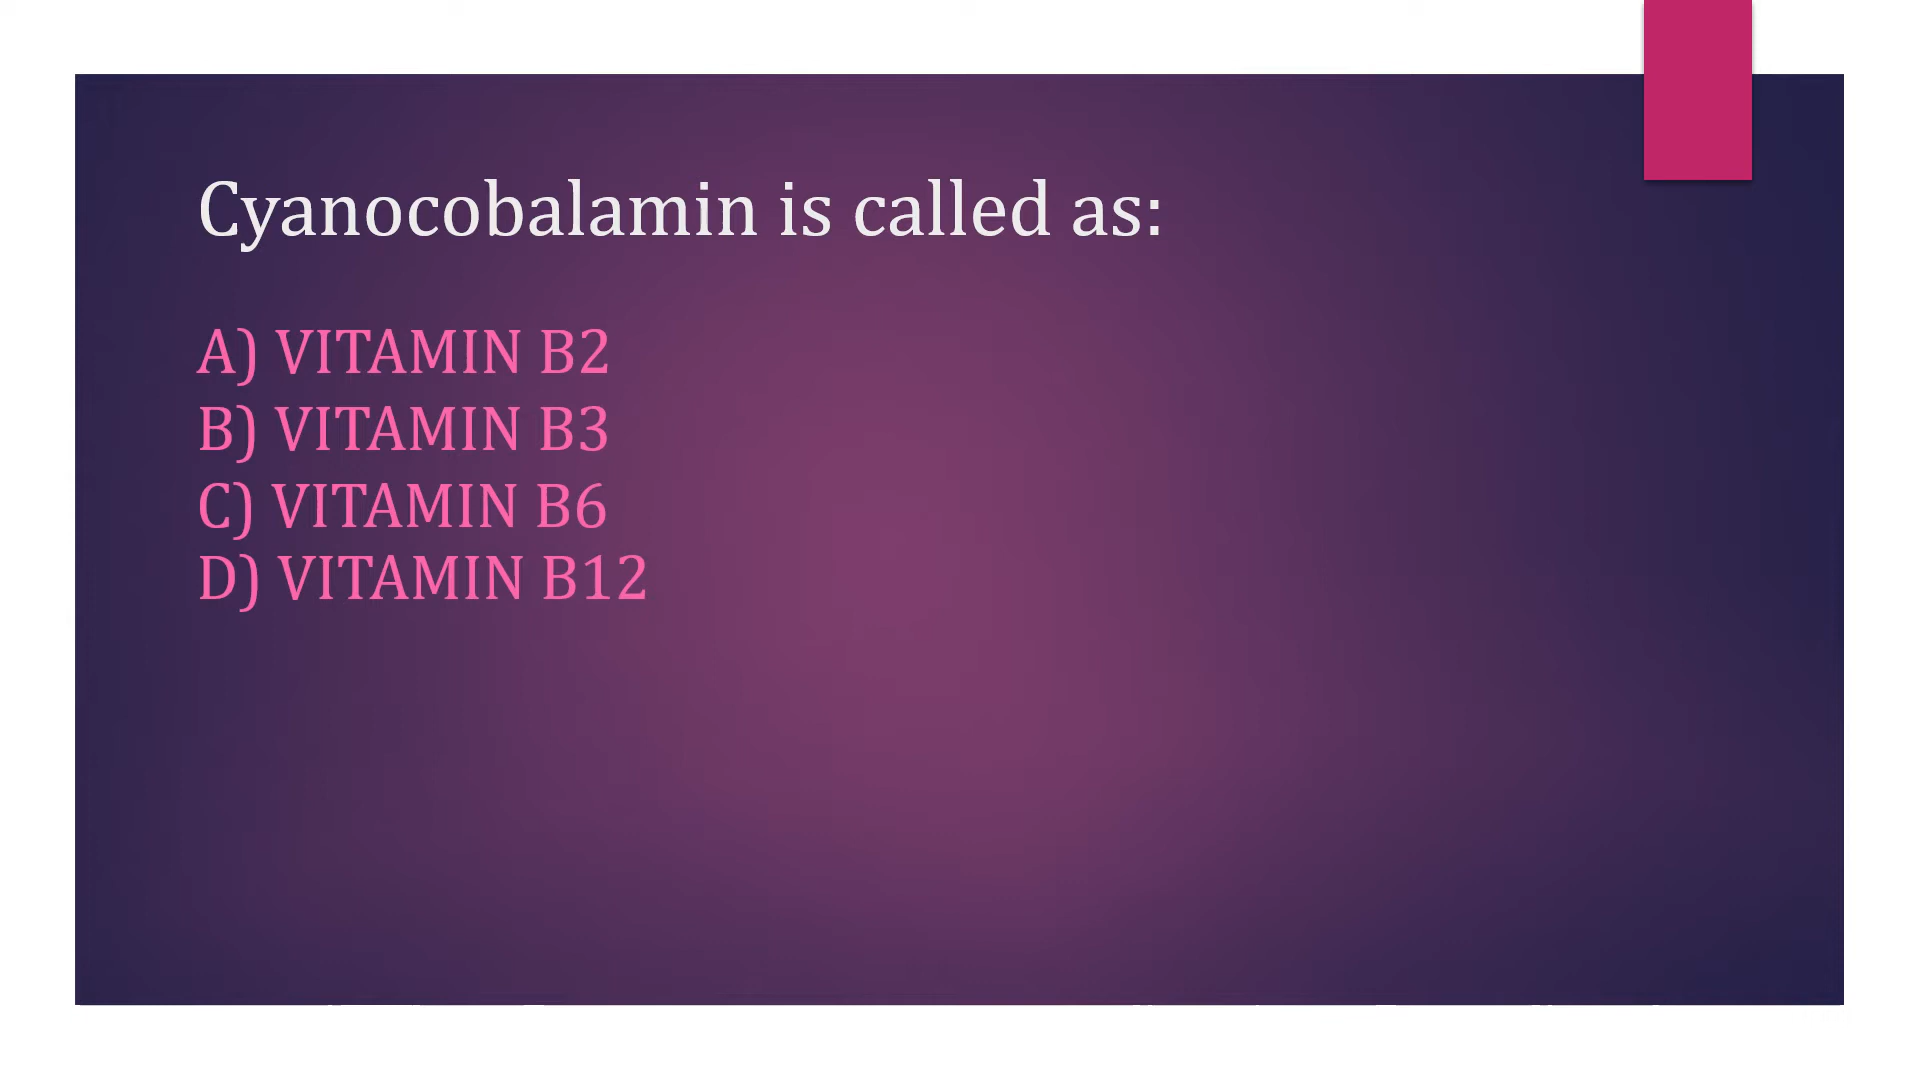 Cyanocobalamin is called as:
A) VITAMIN B2
B) VITAMIN B3
C) VITAMIN B6
D) VITAMIN B12